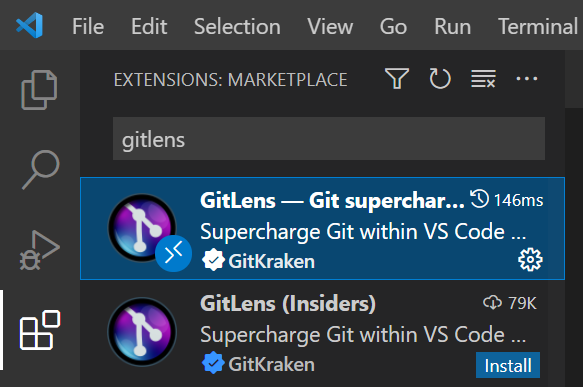 File Edit Selection View Go Run Terminal
EXTENSIONS: MARKETPLACE
gitlens
GitLens — Git superchar... 146ms
Supercharge Git within VS Code ...
GitKraken
GitLens (Insiders) 79K
Supercharge Git within VS Code ...
GitKraken Install